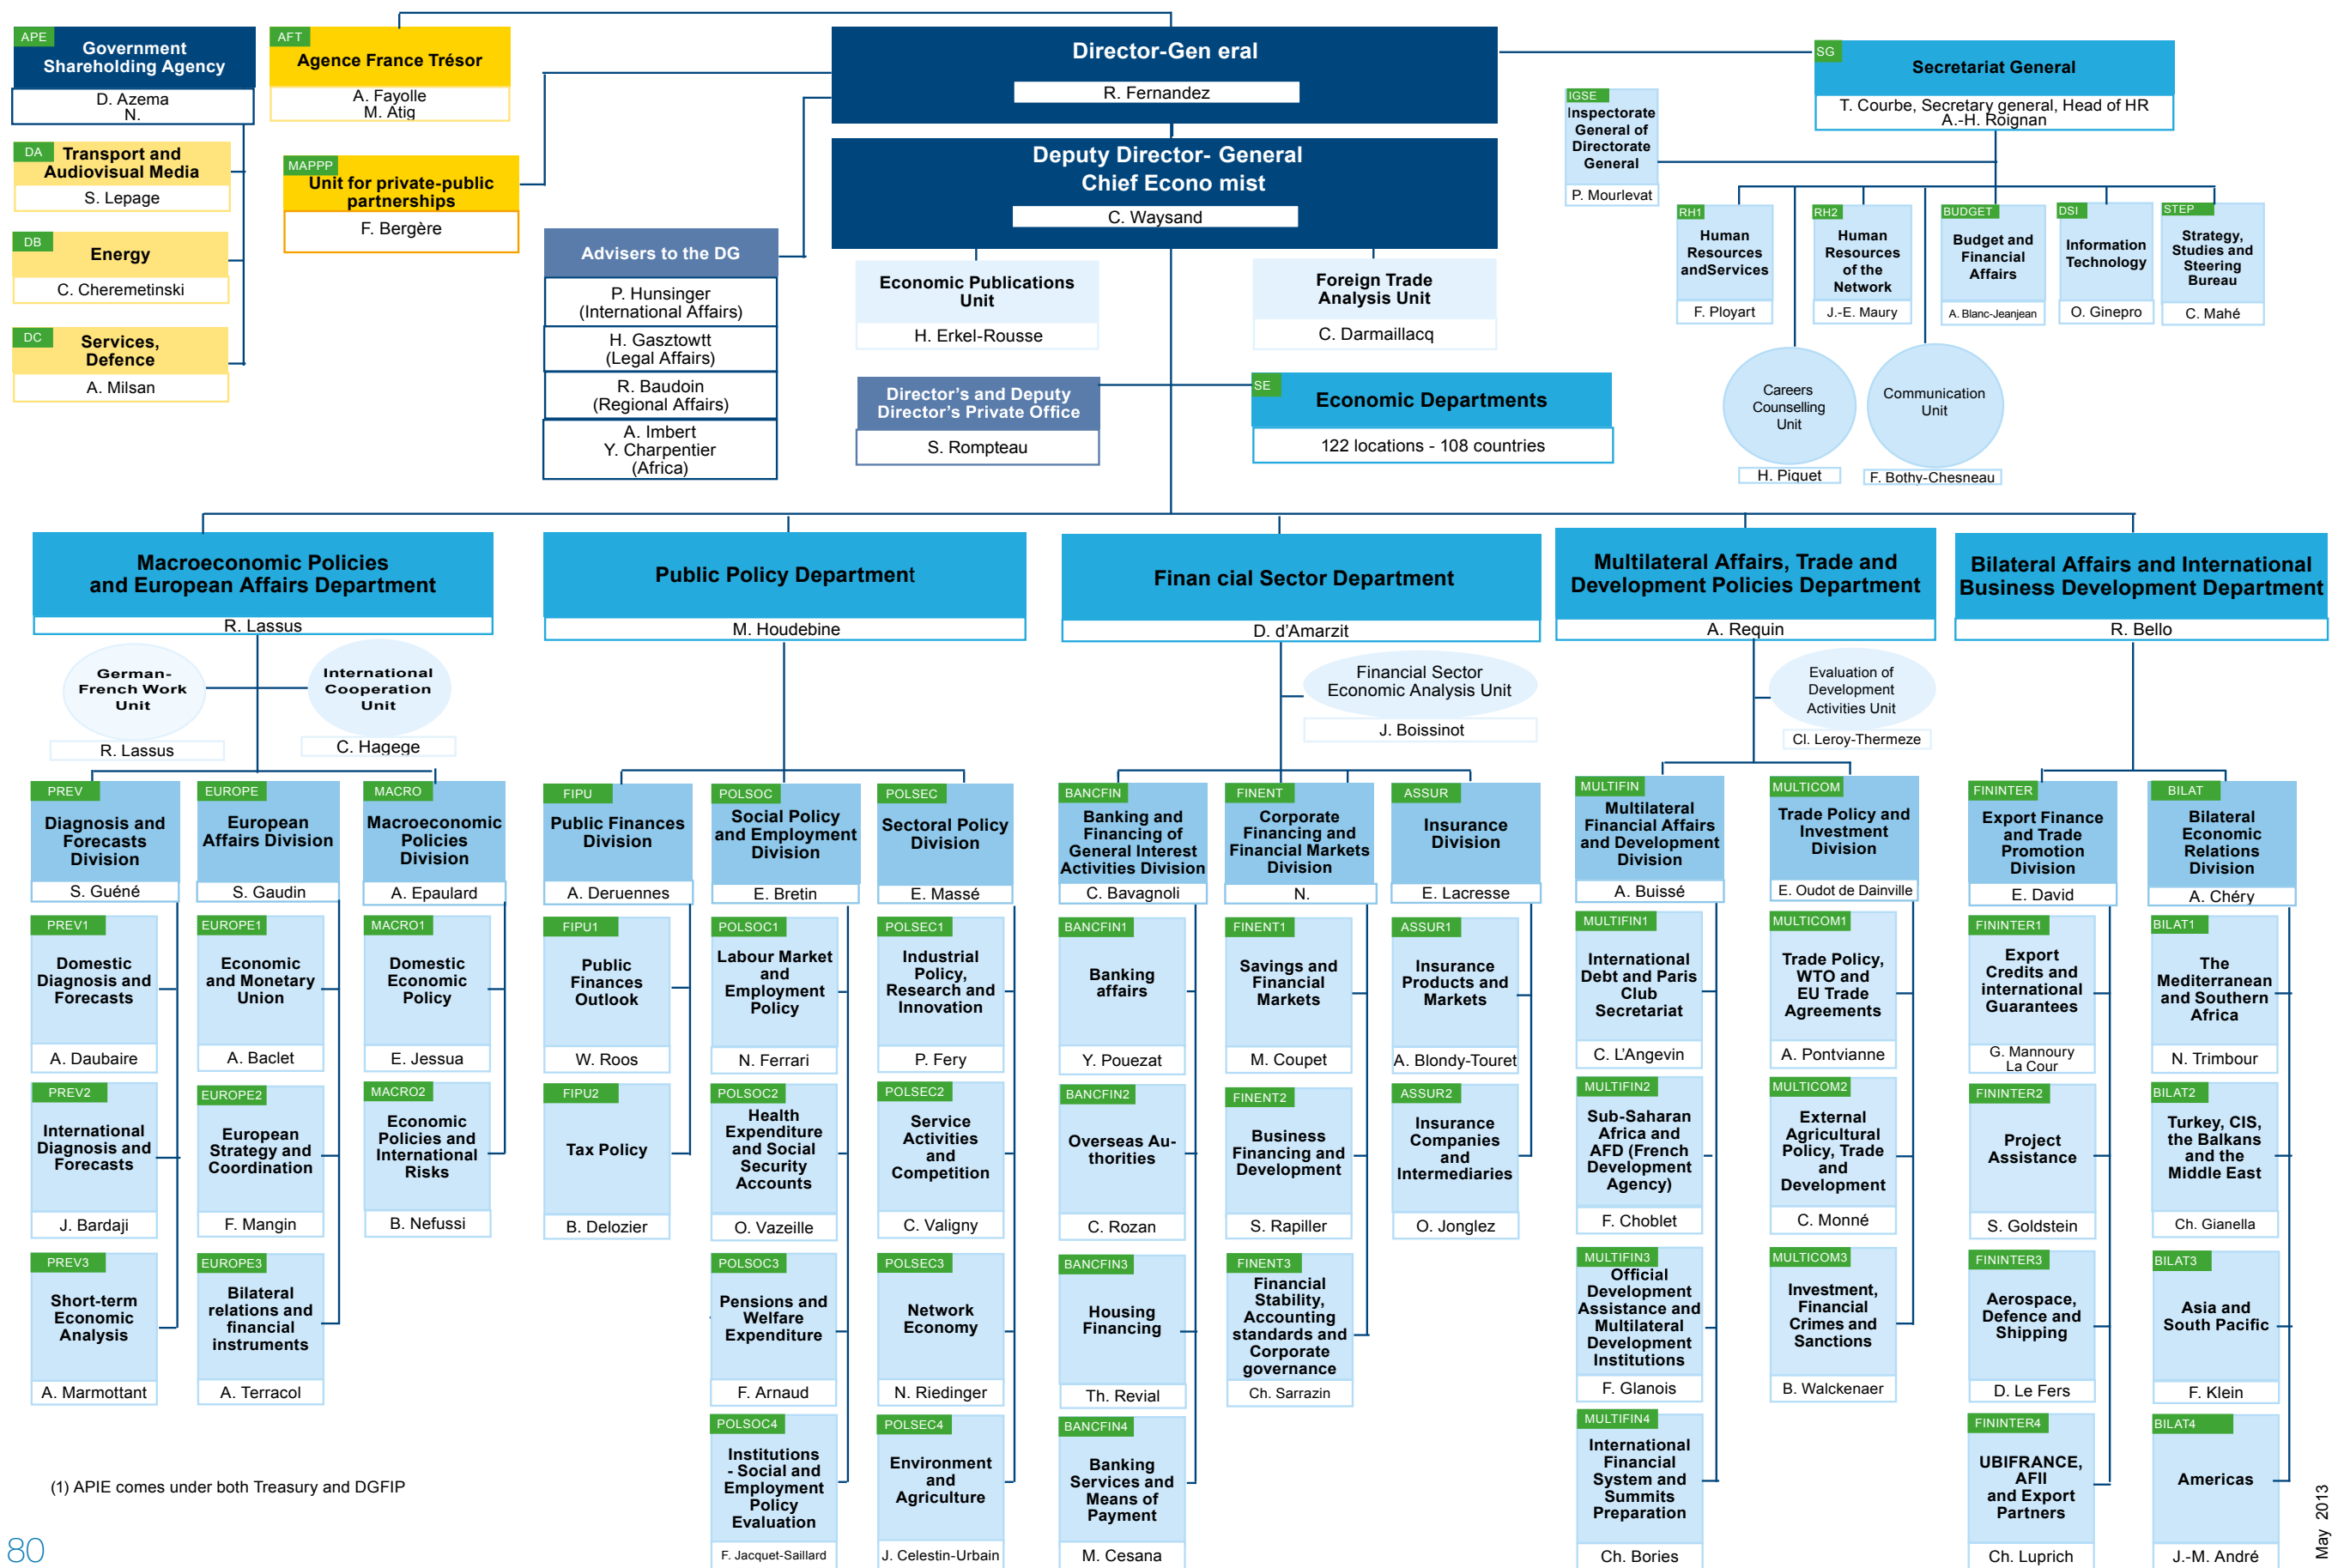 APE
Government
Shareholding Agency
D. Azema
N.
DA
Transport and
Audiovisual Media
S. Lepage
DB
Energy
C. Cheremetinski
DC
Services,
Defence
A. Milsan
AFT
Agence France Trésor
A. Fayolle
M. Atig
MAPPP
Unit for private-public
partnerships
F. Bergère
Director-Gen eral
R. Fernandez
Deputy Director- General
Chief Econo mist
C. Waysand
Advisers to the DG
P. Hunsinger
(International Affairs)
H. Gasztowtt
(Legal Affairs)
R. Baudoin
(Regional Affairs)
A. Imbert
Y. Charpentier
(Africa)
Economic Publications
Unit
H. Erkel-Rousse
Foreign Trade
Analysis Unit
C. Darmaillacq
Director's and Deputy
Director's Private Office
S. Rompteau
SE
Economic Departments
122 locations - 108 countries
SG
Secretariat General
T. Courbe, Secretary general, Head of HR
A.-H. Roignan
IGSE
Inspectorate
General of
Directorate
General
P. Mourlevat
RH1
Human
Resources
andServices
F. Ployart
RH2
Human
Resources
of the
Network
J.-E. Maury
BUDGET
Budget and
Financial
Affairs
A. Blanc-Jeanjean
DSI
Information
Technology
O. Ginepro
STEP
Strategy,
Studies and
Steering
Bureau
C. Mahé
Careers
Counselling
Unit
H. Piquet
Communication
Unit
F. Bothy-Chesneau
Macroeconomic Policies
and European Affairs Department
R. Lassus
German-
French Work
Unit
R. Lassus
International
Cooperation
Unit
C. Hagege
PREV
Diagnosis and
Forecasts
Division
S. Guéné
PREV1
Domestic
Diagnosis and
Forecasts
A. Daubaire
PREV2
International
Diagnosis and
Forecasts
J. Bardaji
PREV3
Short-term
Economic
Analysis
A. Marmottant
EUROPE
European
Affairs Division
S. Gaudin
EUROPE1
Economic
and Monetary
Union
A. Baclet
EUROPE2
European
Strategy and
Coordination
F. Mangin
EUROPE3
Bilateral
relations and
financial
instruments
A. Terracol
MACRO
Macroeconomic
Policies
Division
A. Epaulard
MACRO1
Domestic
Economic
Policy
E. Jessua
MACRO2
Economic
Policies and
International
Risks
B. Nefussi
Public Policy Department
M. Houdebine
FIPU
Public Finances
Division
A. Deruennes
FIPU1
Public
Finances
Outlook
W. Roos
FIPU2
Tax Policy
B. Delozier
POLSOC
Social Policy
and Employment
Division
E. Bretin
POLSOC1
Labour Market
and
Employment
Policy
N. Ferrari
POLSOC2
Health
Expenditure
and Social
Security
Accounts
O. Vazeille
POLSOC3
Pensions and
Welfare
Expenditure
F. Arnaud
POLSOC4
Institutions
- Social and
Employment
Policy
Evaluation
F. Jacquet-Saillard
POLSEC
Sectoral Policy
Division
E. Massé
POLSEC1
Industrial
Policy,
Research and
Innovation
P. Fery
POLSEC2
Service
Activities
and
Competition
C. Valigny
POLSEC3
Network
Economy
N. Riedinger
POLSEC4
Environment
and
Agriculture
J. Celestin-Urbain
Finan cial Sector Department
D. d'Amarzit
Financial Sector
Economic Analysis Unit
J. Boissinot
BANCFIN
Banking and
Financing of
General Interest
Activities Division
C. Bavagnoli
BANCFIN1
Banking
affairs
Y. Pouezat
BANCFIN2
Overseas Au-
thorities
C. Rozan
BANCFIN3
Housing
Financing
Th. Revial
BANCFIN4
Banking
Services and
Means of
Payment
M. Cesana
FINENT
Corporate
Financing and
Financial Markets
Division
N.
FINENT1
Savings and
Financial
Markets
M. Coupet
FINENT2
Business
Financing and
Development
S. Rapiller
FINENT3
Financial
Stability,
Accounting
standards and
Corporate
governance
Ch. Sarrazin
ASSUR
Insurance
Division
E. Lacresse
ASSUR1
Insurance
Products and
Markets
A. Blondy-Touret
ASSUR2
Insurance
Companies
and
Intermediaries
O. Jonglez
Multilateral Affairs, Trade and
Development Policies Department
A. Requin
Evaluation of
Development
Activities Unit
Cl. Leroy-Thermeze
MULTIFIN
Multilateral
Financial Affairs
and Development
Division
A. Buissé
MULTIFIN1
International
Debt and Paris
Club
Secretariat
C. L'Angevin
MULTIFIN2
Sub-Saharan
Africa and
AFD (French
Development
Agency)
F. Choblet
MULTIFIN3
Official
Development
Assistance and
Multilateral
Development
Institutions
F. Glanois
MULTIFIN4
International
Financial
System and
Summits
Preparation
Ch. Bories
MULTICOM
Trade Policy and
Investment
Division
E. Oudot de Dainville
MULTICOM1
Trade Policy,
WTO and
EU Trade
Agreements
A. Pontvianne
MULTICOM2
External
Agricultural
Policy, Trade
and
Development
C. Monné
MULTICOM3
Investment,
Financial
Crimes and
Sanctions
B. Walckenaer
Bilateral Affairs and International
Business Development Department
R. Bello
FININTER
Export Finance
and Trade
Promotion
Division
E. David
FININTER1
Export
Credits and
international
Guarantees
G. Mannoury
La Cour
FININTER2
Project
Assistance
S. Goldstein
FININTER3
Aerospace,
Defence and
Shipping
D. Le Fers
FININTER4
UBIFRANCE,
AFII
and Export
Partners
Ch. Luprich
BILAT
Bilateral
Economic
Relations
Division
A. Chéry
BILAT1
The
Mediterranean
and Southern
Africa
N. Trimbour
BILAT2
Turkey, CIS,
the Balkans
and the
Middle East
Ch. Gianella
BILAT3
Asia and
South Pacific
F. Klein
BILAT4
Americas
J.-M. André
(1) APIE comes under both Treasury and DGFIP
80
May 2013